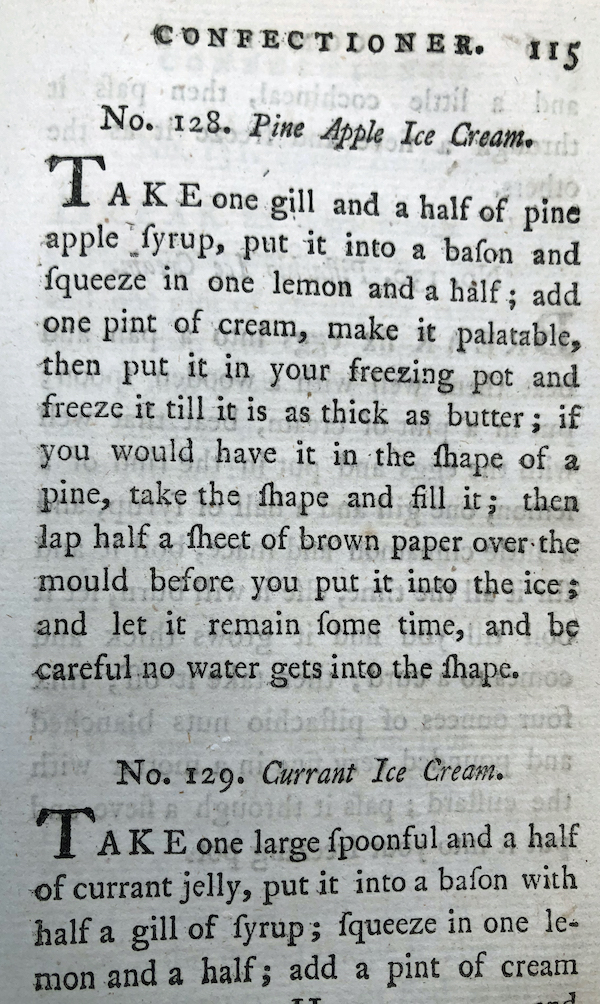 CONFECTIONER. 115
No. 128. Pine Apple Ice Cream.
TAKE one gill and a half of pine
apple ſyrup, put it into a baſon and
ſqueeze in one lemon and a half; add
one pint of cream, make it palatable,
then put it in your freezing pot and
freeze it till it is as thick as butter; if
you would have it in the ſhape of a
pine, take the ſhape and fill it; then
lap half a ſheet of brown paper over the
mould before you put it into the ice;
and let it remain ſome time, and be
careful no water gets into the ſhape.
No. 129. Currant Ice Cream.
TAKE one large ſpoonful and a half
of currant jelly, put it into a baſon with
half a gill of ſyrup; ſqueeze in one le-
mon and a half; add a pint of cream